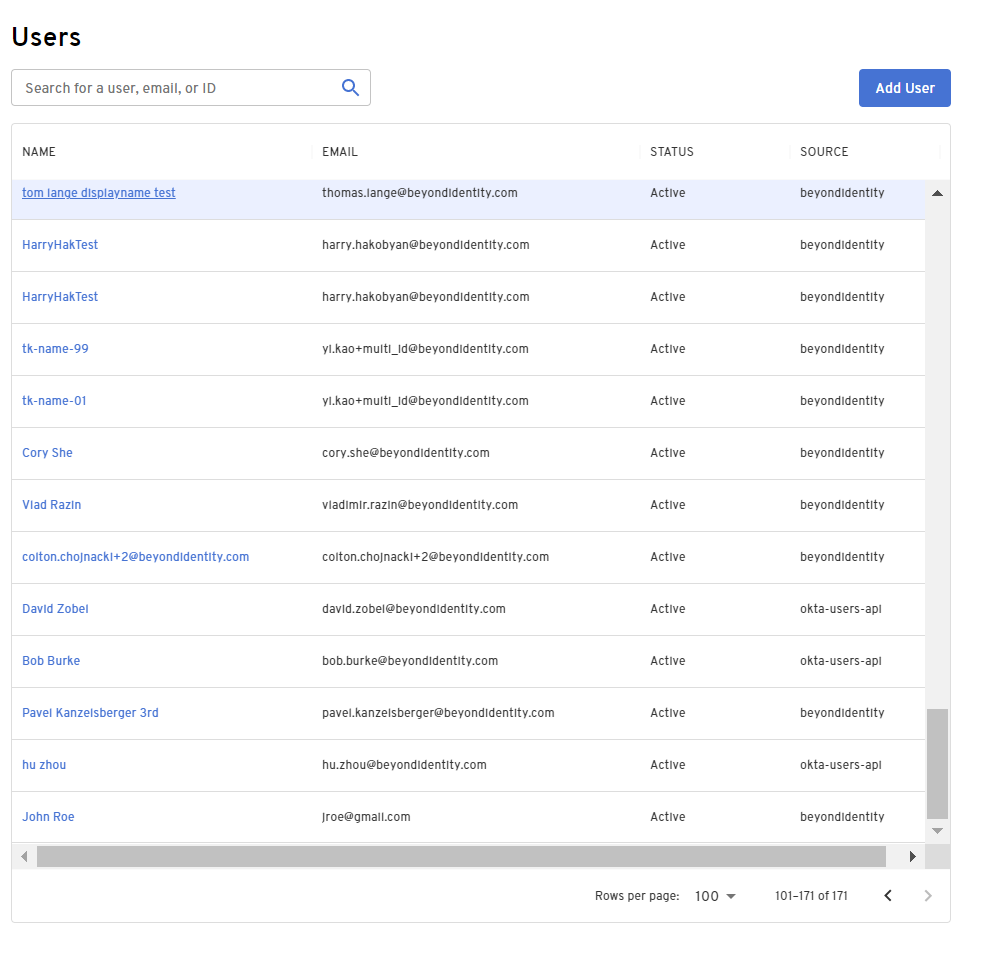 Users
Search for a user, email, or ID
Add User
NAME EMAIL STATUS SOURCE
tom lange displayname test thomas.lange@beyondidentity.com Active beyondidentity
HarryHakTest harry.hakobyan@beyondidentity.com Active beyondidentity
HarryHakTest harry.hakobyan@beyondidentity.com Active beyondidentity
tk-name-99 yi.kao+multi_id@beyondidentity.com Active beyondidentity
tk-name-01 yi.kao+multi_id@beyondidentity.com Active beyondidentity
Cory She cory.she@beyondidentity.com Active beyondidentity
Vlad Razin vladimir.razin@beyondidentity.com Active beyondidentity
colton.chojnacki+2@beyondidentity.com colton.chojnacki+2@beyondidentity.com Active beyondidentity
David Zobel david.zobel@beyondidentity.com Active okta-users-api
Bob Burke bob.burke@beyondidentity.com Active okta-users-api
Pavel Kanzelsberger 3rd pavel.kanzelsberger@beyondidentity.com Active beyondidentity
hu zhou hu.zhou@beyondidentity.com Active okta-users-api
John Roe jroe@gmail.com Active beyondidentity
Rows per page: 100 101–171 of 171